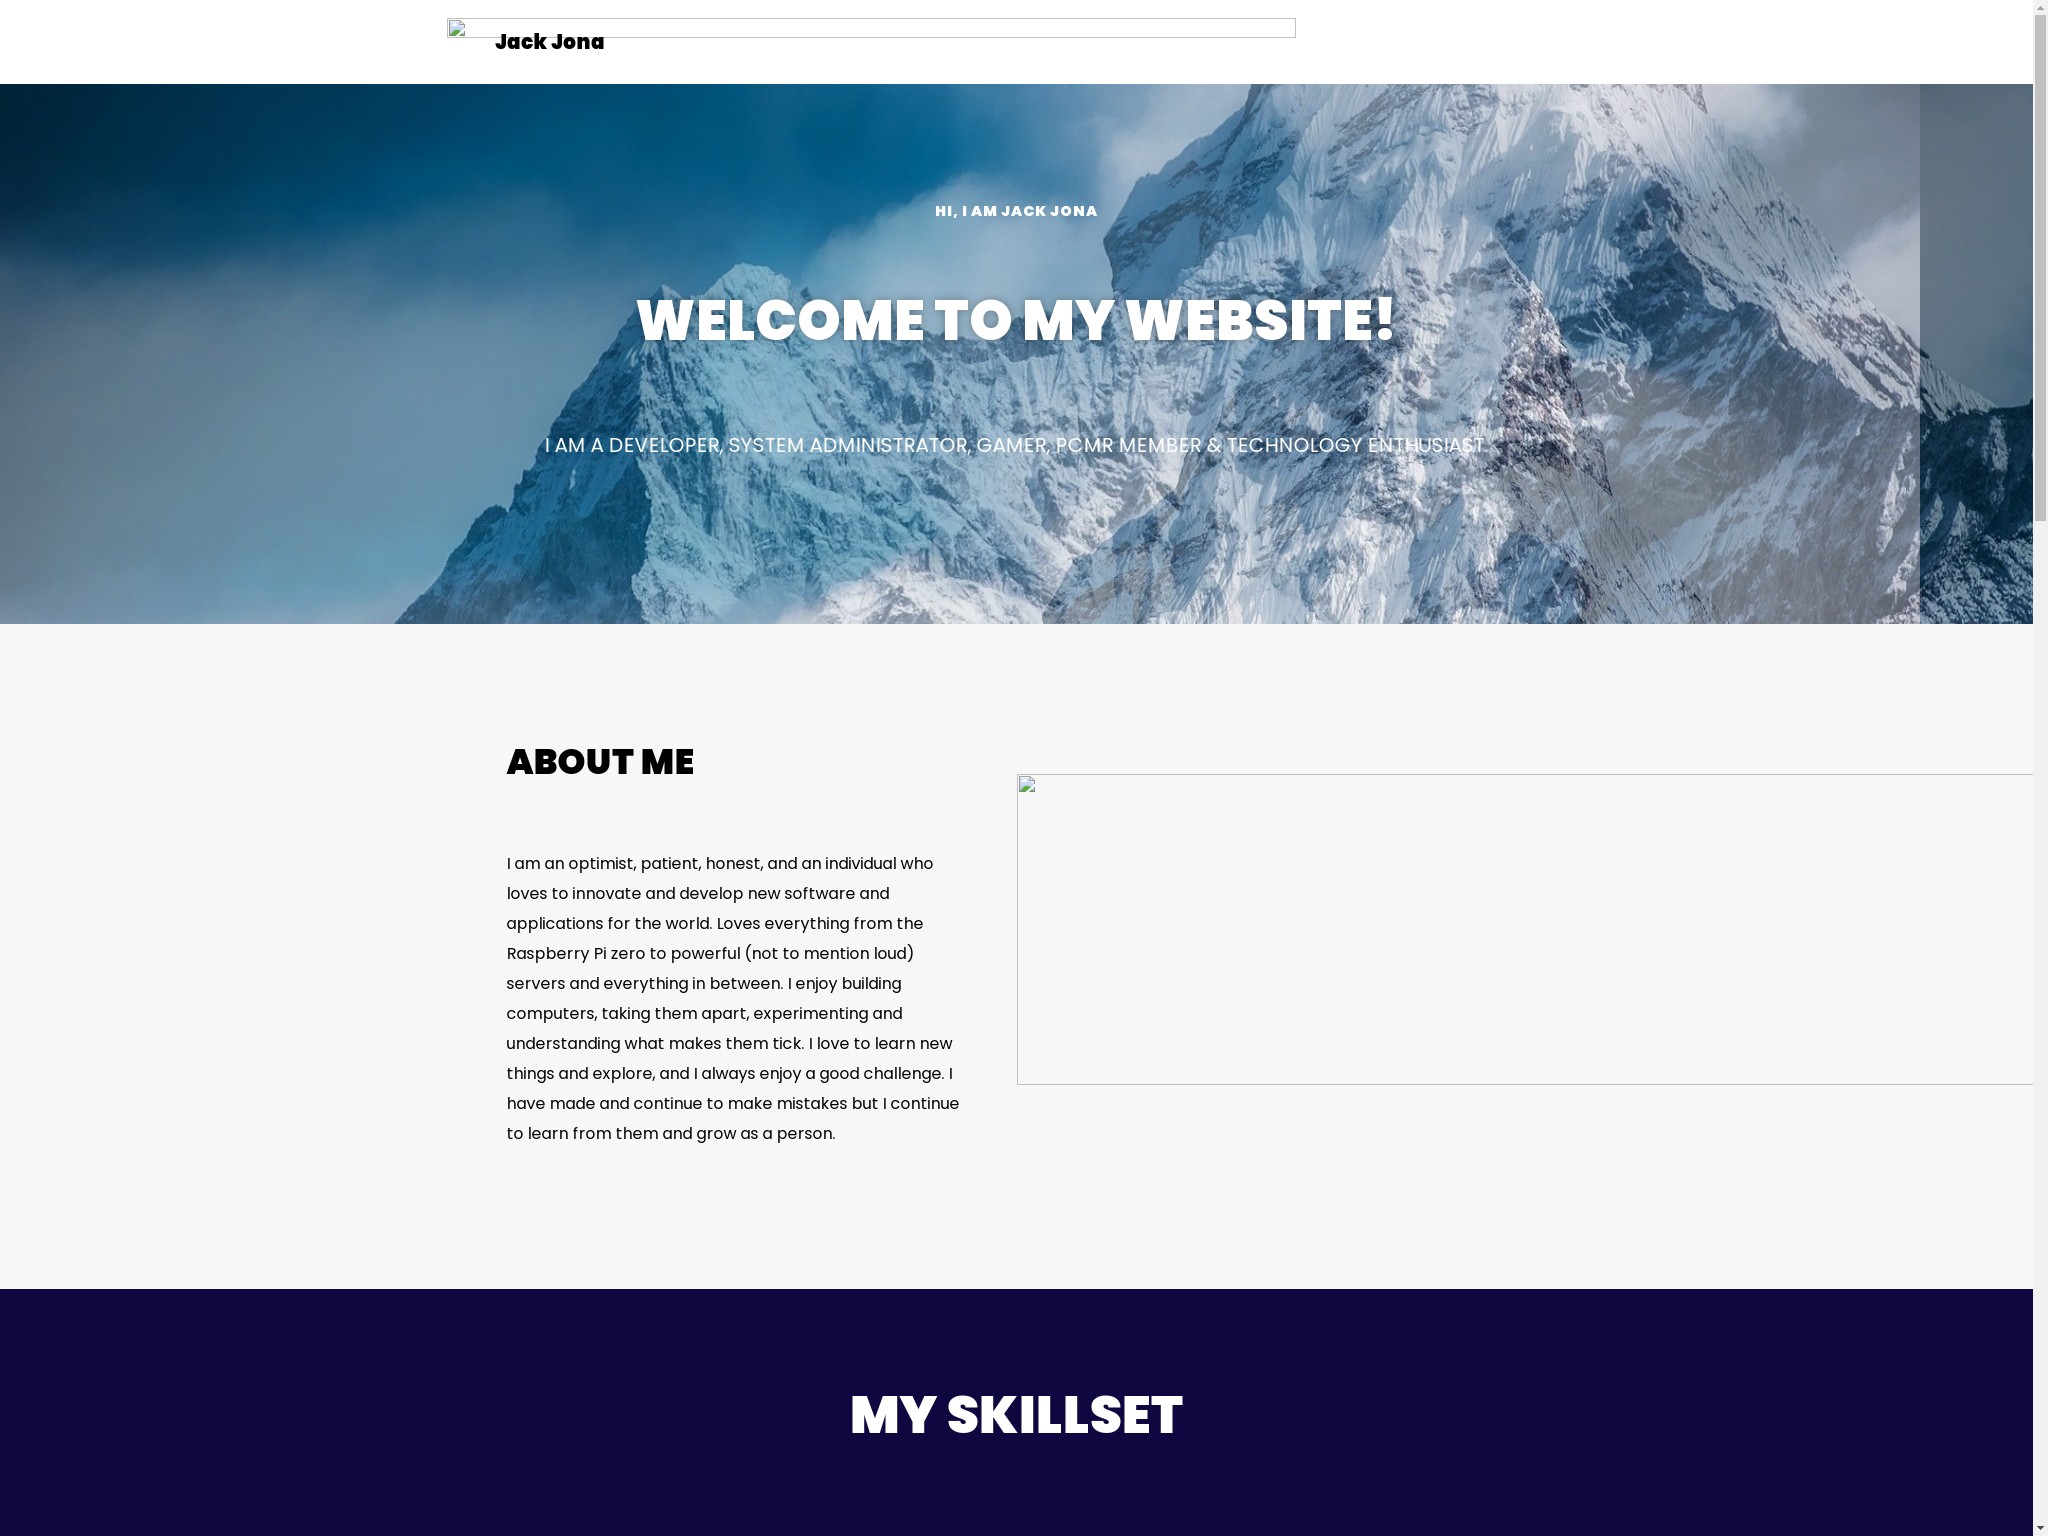 Jack Jona
HI, I AM JACK JONA
WELCOME TO MY WEBSITE!
I AM A DEVELOPER, SYSTEM ADMINISTRATOR, GAMER, PCMR MEMBER & TECHNOLOGY ENTHUSIAST.
ABOUT ME
I am an optimist, patient, honest, and an individual who
loves to innovate and develop new software and
applications for the world. Loves everything from the
Raspberry Pi zero to powerful (not to mention loud)
servers and everything in between. I enjoy building
computers, taking them apart, experimenting and
understanding what makes them tick. I love to learn new
things and explore, and I always enjoy a good challenge. I
have made and continue to make mistakes but I continue
to learn from them and grow as a person.
MY SKILLSET